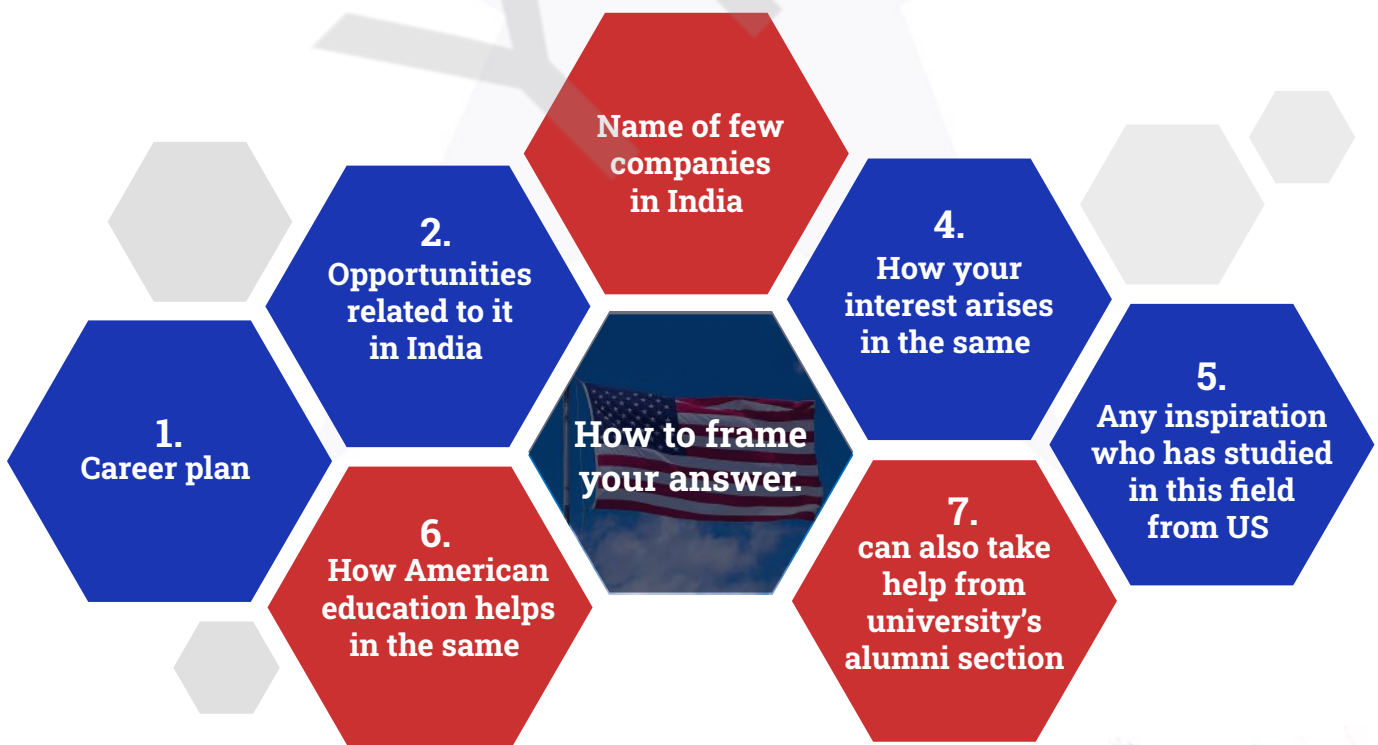 Name of few
companies
in India
2.
Opportunities
related to it
in India
4.
How your
interest arises
in the same
1.
Career plan
How to frame
your answer.
5.
Any inspiration
who has studied
in this field
from US
6.
How American
education helps
in the same
7.
can also take
help from
university's
alumni section